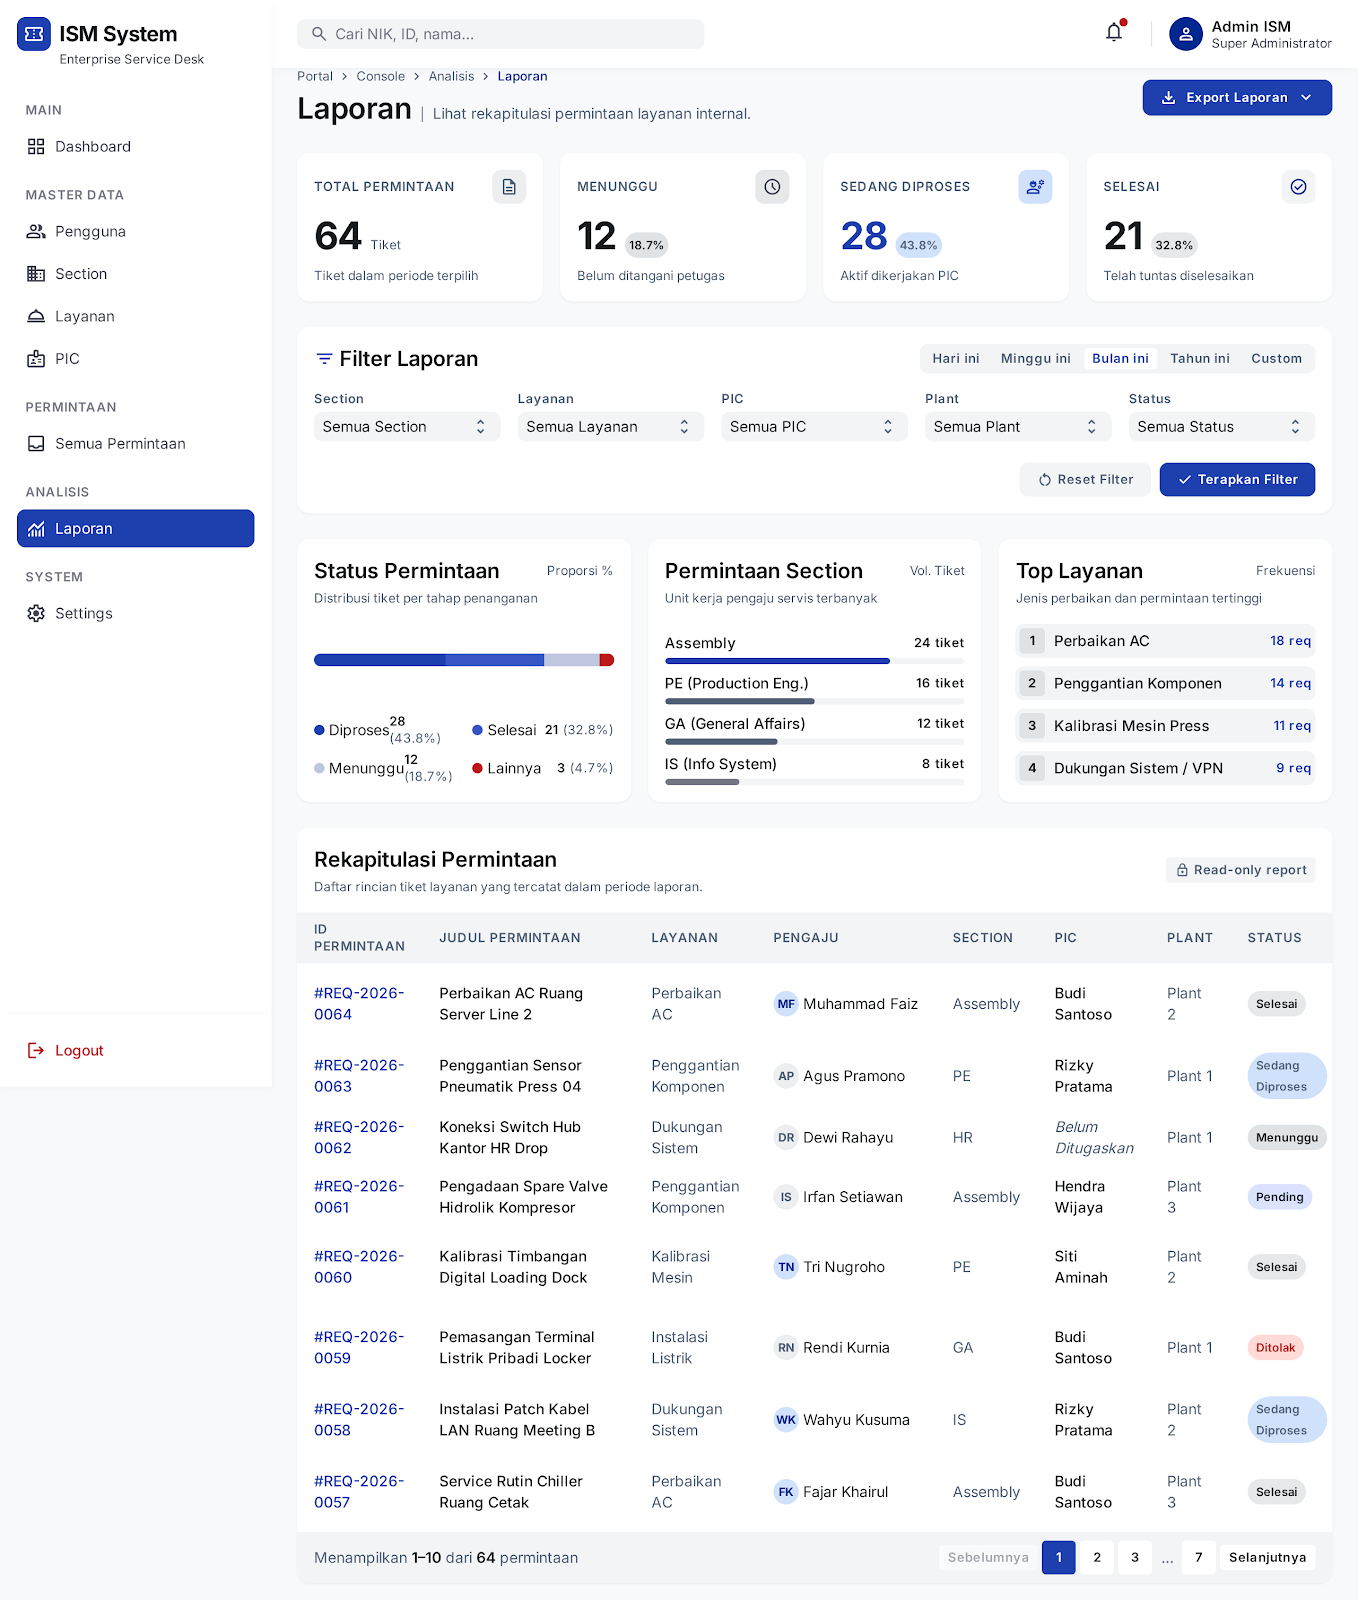 ISM System
Enterprise Service Desk
MAIN
Dashboard
MASTER DATA
Pengguna
Section
Layanan
PIC
PERMINTAAN
Semua Permintaan
ANALISIS
Laporan
SYSTEM
Settings
Logout
Cari NIK, ID, nama...
Admin ISM
Super Administrator
Portal > Console > Analisis > Laporan
Laporan | Lihat rekapitulasi permintaan layanan internal.
Export Laporan
TOTAL PERMINTAAN
64 Tiket
Tiket dalam periode terpilih
MENUNGGU
12 18.7%
Belum ditangani petugas
SEDANG DIPROSES
28 43.8%
Aktif dikerjakan PIC
SELESAI
21 32.8%
Telah tuntas diselesaikan
Filter Laporan
Hari ini Minggu ini Bulan ini Tahun ini Custom
Section Layanan PIC Plant Status
Semua Section Semua Layanan Semua PIC Semua Plant Semua Status
Reset Filter Terapkan Filter
Status Permintaan Proporsi %
Distribusi tiket per tahap penanganan
Diproses 28 (43.8%)
Selesai 21 (32.8%)
Menunggu 12 (18.7%)
Lainnya 3 (4.7%)
Permintaan Section Vol. Tiket
Unit kerja pengaju servis terbanyak
Assembly 24 tiket
PE (Production Eng.) 16 tiket
GA (General Affairs) 12 tiket
IS (Info System) 8 tiket
Top Layanan Frekuensi
Jenis perbaikan dan permintaan tertinggi
1 Perbaikan AC 18 req
2 Penggantian Komponen 14 req
3 Kalibrasi Mesin Press 11 req
4 Dukungan Sistem / VPN 9 req
Rekapitulasi Permintaan
Daftar rincian tiket layanan yang tercatat dalam periode laporan.
Read-only report
ID PERMINTAAN JUDUL PERMINTAAN LAYANAN PENGAJU SECTION PIC PLANT STATUS
#REQ-2026-0064 Perbaikan AC Ruang Server Line 2 Perbaikan AC MF Muhammad Faiz Assembly Budi Santoso Plant 2 Selesai
#REQ-2026-0063 Penggantian Sensor Pneumatik Press 04 Penggantian Komponen AP Agus Pramono PE Rizky Pratama Plant 1 Sedang Diproses
#REQ-2026-0062 Koneksi Switch Hub Kantor HR Drop Dukungan Sistem DR Dewi Rahayu HR Belum Ditugaskan Plant 1 Menunggu
#REQ-2026-0061 Pengadaan Spare Valve Hidrolik Kompresor Penggantian Komponen IS Irfan Setiawan Assembly Hendra Wijaya Plant 3 Pending
#REQ-2026-0060 Kalibrasi Timbangan Digital Loading Dock Kalibrasi Mesin TN Tri Nugroho PE Siti Aminah Plant 2 Selesai
#REQ-2026-0059 Pemasangan Terminal Listrik Pribadi Locker Instalasi Listrik RN Rendi Kurnia GA Budi Santoso Plant 1 Ditolak
#REQ-2026-0058 Instalasi Patch Kabel LAN Ruang Meeting B Dukungan Sistem WK Wahyu Kusuma IS Rizky Pratama Plant 2 Sedang Diproses
#REQ-2026-0057 Service Rutin Chiller Ruang Cetak Perbaikan AC FK Fajar Khairul Assembly Budi Santoso Plant 3 Selesai
Menampilkan 1–10 dari 64 permintaan
Sebelumnya 1 2 3 ... 7 Selanjutnya